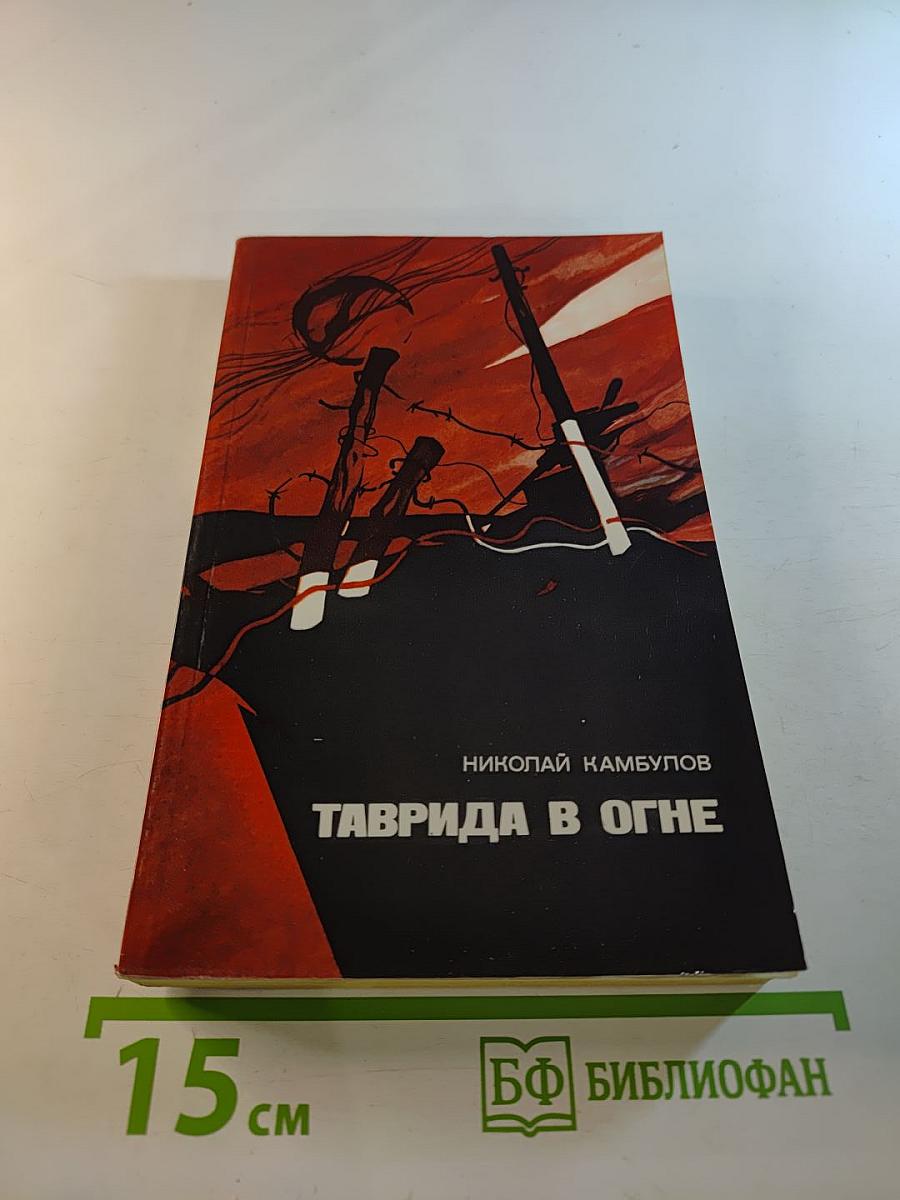 НИКОЛАЙ КАМБУЛОВ
ТАВРИДА В ОГНЕ
15 см
БФ БИБЛИОФАН